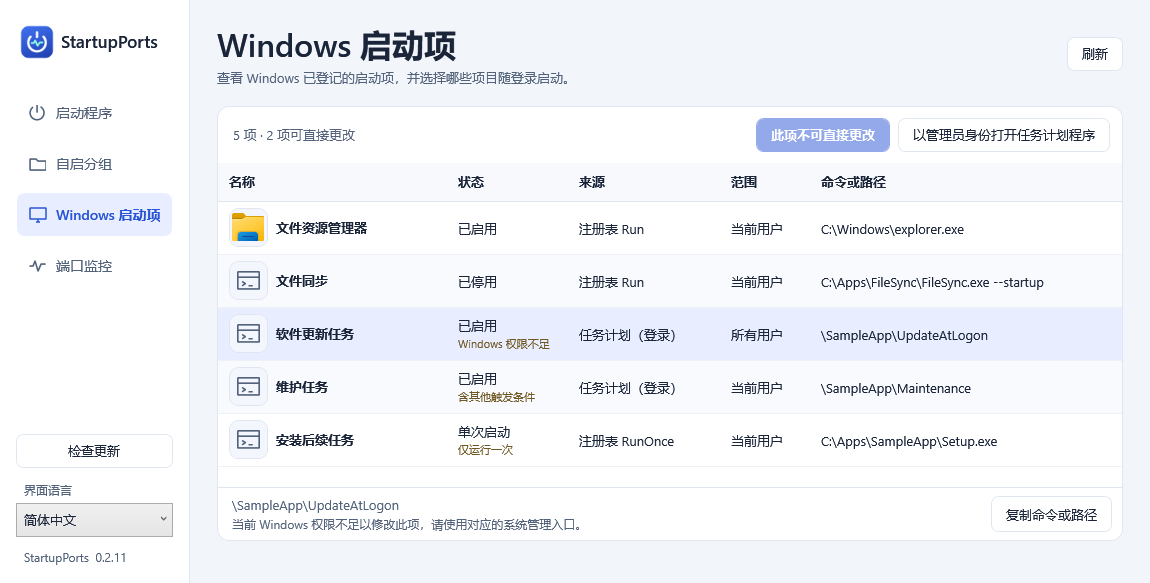 StartupPorts
启动程序
自启分组
Windows 启动项
端口监控
检查更新
界面语言
简体中文
StartupPorts 0.2.11
Windows 启动项
查看 Windows 已登记的启动项，并选择哪些项目随登录启动。
刷新
5 项 · 2 项可直接更改
此项不可直接更改
以管理员身份打开任务计划程序
名称 状态 来源 范围 命令或路径
文件资源管理器 已启用 注册表 Run 当前用户 C:\Windows\explorer.exe
文件同步 已停用 注册表 Run 当前用户 C:\Apps\FileSync\FileSync.exe --startup
软件更新任务 已启用 任务计划（登录） 所有用户 \SampleApp\UpdateAtLogon
Windows 权限不足
维护任务 已启用 任务计划（登录） 当前用户 \SampleApp\Maintenance
含其他触发条件
安装后续任务 单次启动 注册表 RunOnce 当前用户 C:\Apps\SampleApp\Setup.exe
仅运行一次
\SampleApp\UpdateAtLogon
当前 Windows 权限不足以修改此项，请使用对应的系统管理入口。
复制命令或路径